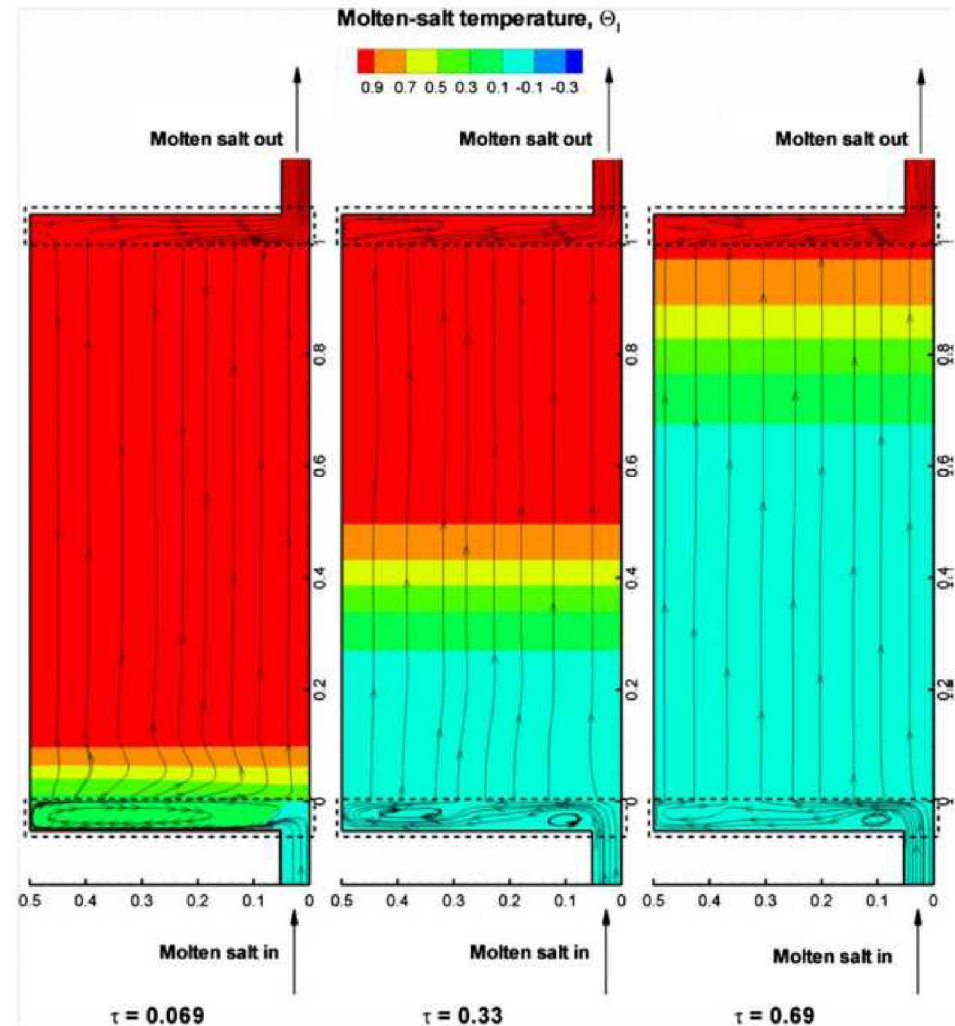 Molten-salt temperature, Θl
0.9 0.7 0.5 0.3 0.1 -0.1 -0.3
Molten salt out Molten salt out Molten salt out
0.8 0.8 0.8
0.6 0.6 0.6
0.4 0.4 0.4
0.2 0.2 0.2
0 0 0
0.5 0.4 0.3 0.2 0.1 0 0.5 0.4 0.3 0.2 0.1 0 0.5 0.4 0.3 0.2 0.1 0
Molten salt in Molten salt in Molten salt in
τ = 0.069 τ = 0.33 τ = 0.69